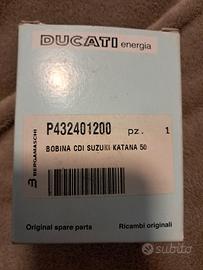 DUCATI energia
P432401200 pz. 1
BOBINA CDI SUZUKI KATANA 50
BERGAMASCHI
Original spare parts Ricambi originali
subito